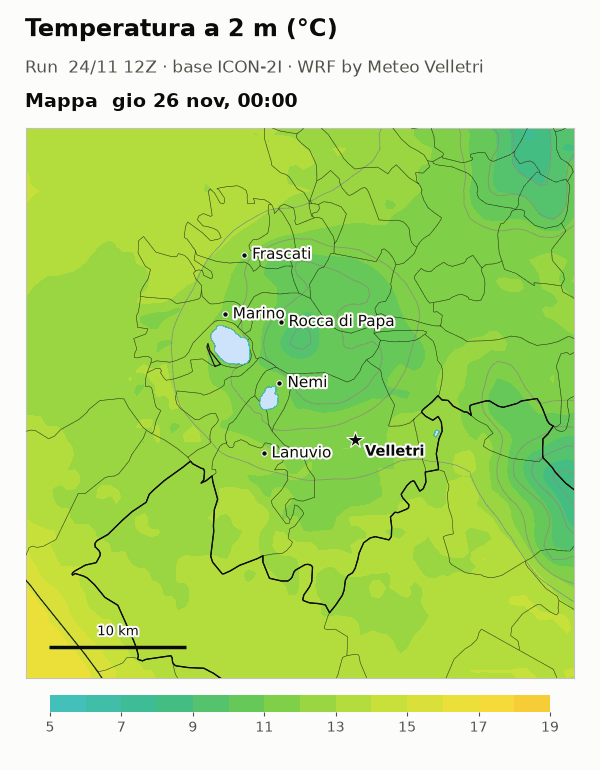 Temperatura a 2 m (°C)
Run  24/11 12Z · base ICON-2I · WRF by Meteo Velletri
Mappa  gio 26 nov, 00:00
Frascati
Marino
Rocca di Papa
Nemi
Velletri
Lanuvio
10 km
5 7 9 11 13 15 17 19